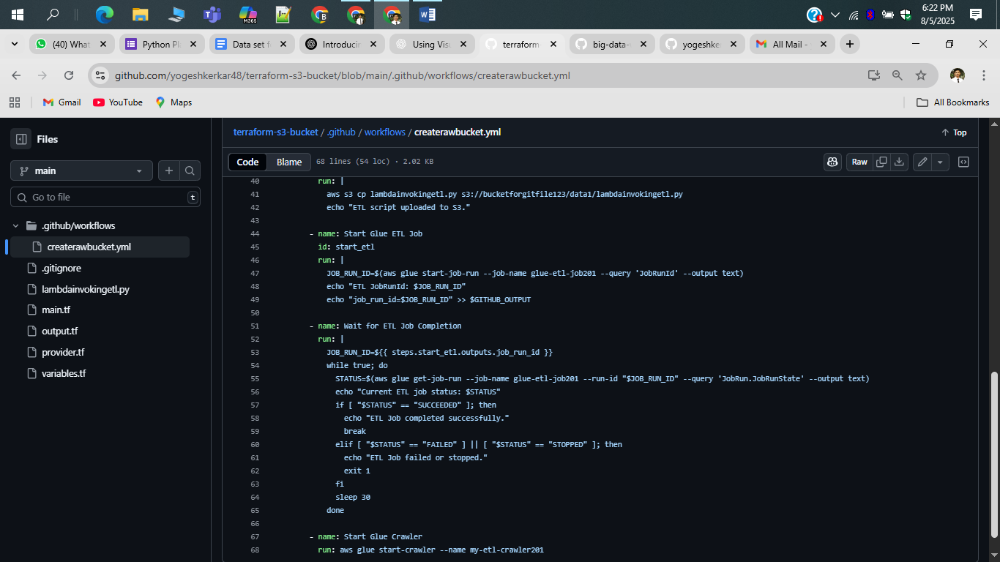 6:22 PM
8/5/2025
M365
(40) What
Python Pl
Data set f
Introducin
Using Vis
terraform
big-data-
yogeshke
All Mail -
github.com/yogeshkerkar48/terraform-s3-bucket/blob/main/.github/workflows/createrawbucket.yml
Gmail
YouTube
Maps
All Bookmarks
Files
terraform-s3-bucket / .github / workflows / createrawbucket.yml
Top
main
Code
Blame
68 lines (54 loc) · 2.02 KB
Raw
Go to file
t
.github/workflows
createrawbucket.yml
.gitignore
lambdainvokingetl.py
main.tf
output.tf
provider.tf
variables.tf
40 run: |
41 aws s3 cp lambdainvokingetl.py s3://bucketforgitfile123/data1/lambdainvokingetl.py
42 echo "ETL script uploaded to S3."
43
44 - name: Start Glue ETL Job
45 id: start_etl
46 run: |
47 JOB_RUN_ID=$(aws glue start-job-run --job-name glue-etl-job201 --query 'JobRunId' --output text)
48 echo "ETL JobRunId: $JOB_RUN_ID"
49 echo "job_run_id=$JOB_RUN_ID" >> $GITHUB_OUTPUT
50
51 - name: Wait for ETL Job Completion
52 run: |
53 JOB_RUN_ID=${{ steps.start_etl.outputs.job_run_id }}
54 while true; do
55 STATUS=$(aws glue get-job-run --job-name glue-etl-job201 --run-id "$JOB_RUN_ID" --query 'JobRun.JobRunState' --output text)
56 echo "Current ETL job status: $STATUS"
57 if [ "$STATUS" == "SUCCEEDED" ]; then
58 echo "ETL Job completed successfully."
59 break
60 elif [ "$STATUS" == "FAILED" ] || [ "$STATUS" == "STOPPED" ]; then
61 echo "ETL Job failed or stopped."
62 exit 1
63 fi
64 sleep 30
65 done
66
67 - name: Start Glue Crawler
68 run: aws glue start-crawler --name my-etl-crawler201